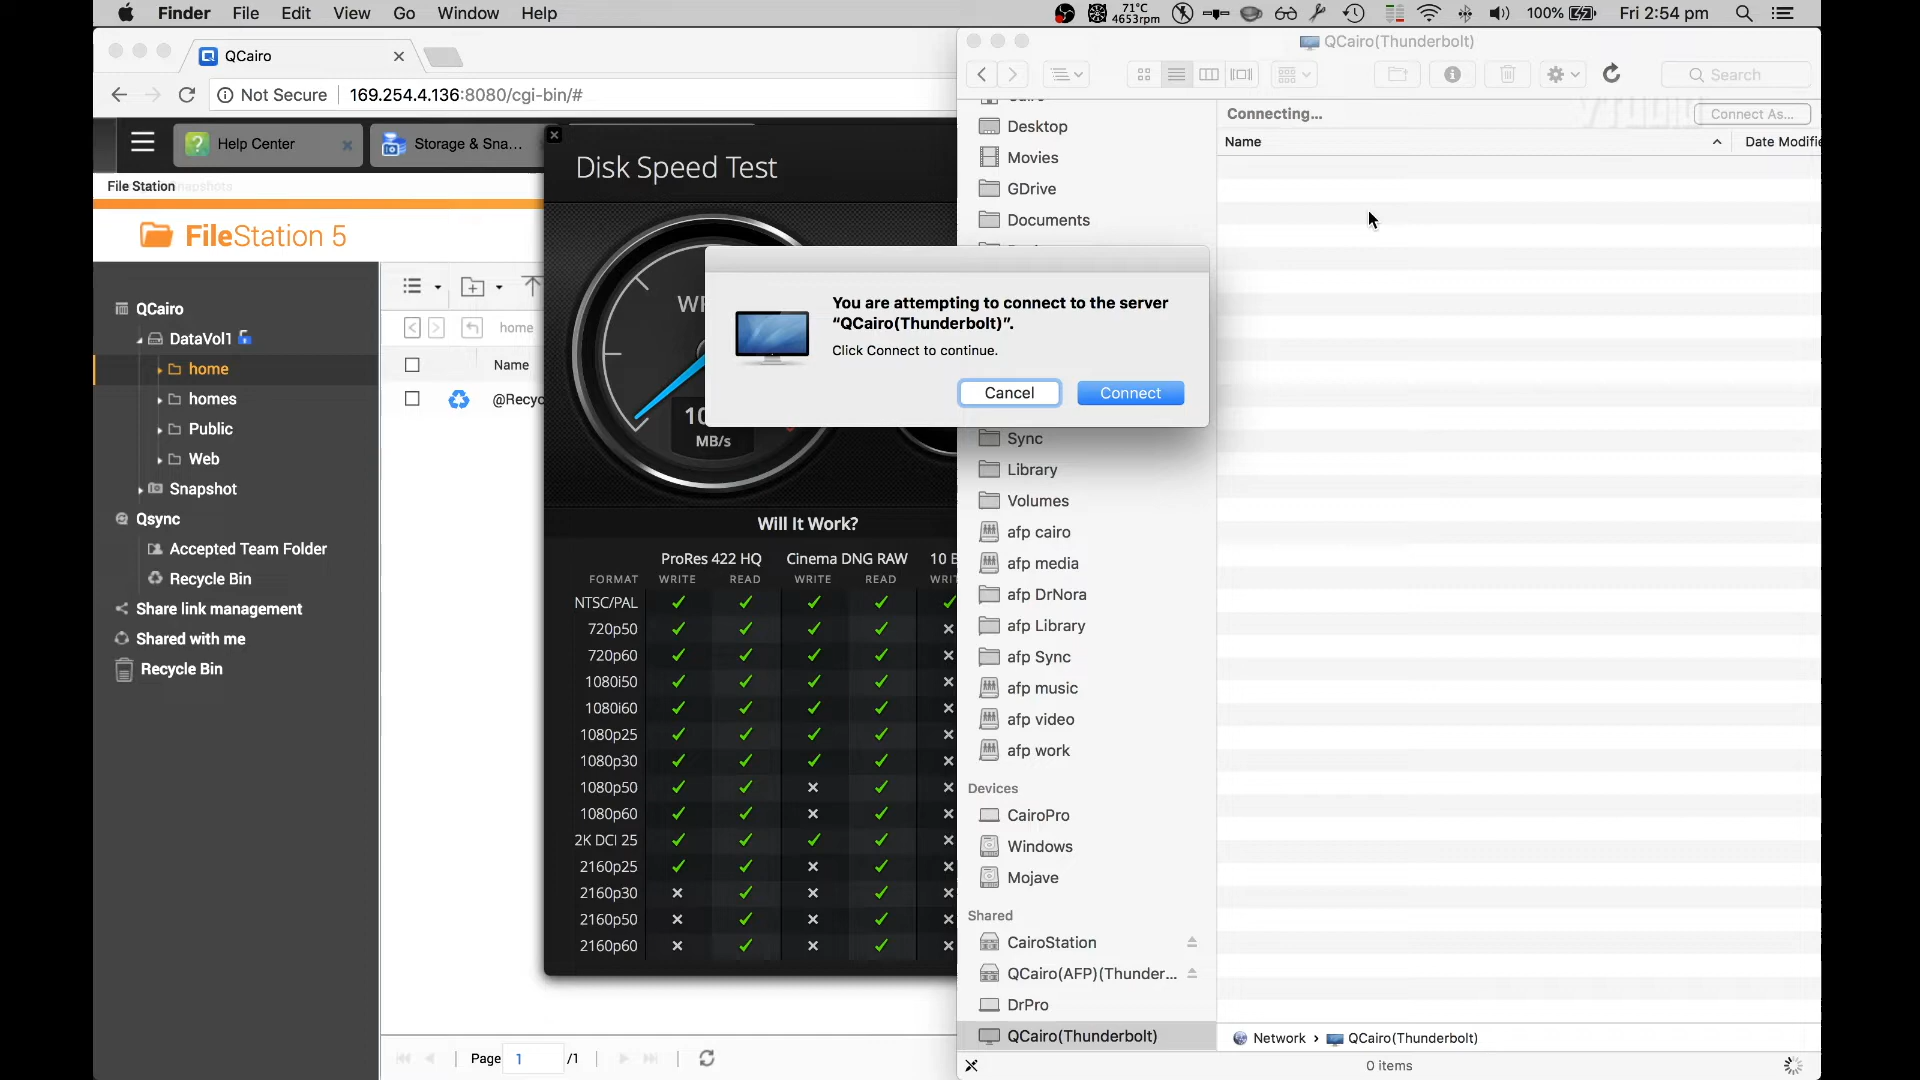 Finder File Edit View Go Window Help
71°C
4653rpm
100%
Fri 2:54 pm
QCairo
Not Secure
169.254.4.136:8080/cgi-bin/#
Help Center
Storage & Sna...
File Station
FileStation 5
QCairo
DataVol1
home
homes
Public
Web
Snapshot
Qsync
Accepted Team Folder
Recycle Bin
Share link management
Shared with me
Recycle Bin
home
Name
@Recyc
Page 1 /1
Disk Speed Test
MB/s
Will It Work?
ProRes 422 HQ Cinema DNG RAW
FORMAT WRITE READ WRITE READ
NTSC/PAL
720p50
720p60
1080i50
1080i60
1080p25
1080p30
1080p50
1080p60
2K DCI 25
2160p25
2160p30
2160p50
2160p60
You are attempting to connect to the server
“QCairo(Thunderbolt)”.
Click Connect to continue.
Cancel
Connect
QCairo(Thunderbolt)
Search
Connecting...
Connect As...
Name
Date Modifie
Desktop
Movies
GDrive
Documents
Sync
Library
Volumes
afp cairo
afp media
afp DrNora
afp Library
afp Sync
afp music
afp video
afp work
Devices
CairoPro
Windows
Mojave
Shared
CairoStation
QCairo(AFP)(Thunder...
DrPro
QCairo(Thunderbolt)
Network › QCairo(Thunderbolt)
0 items